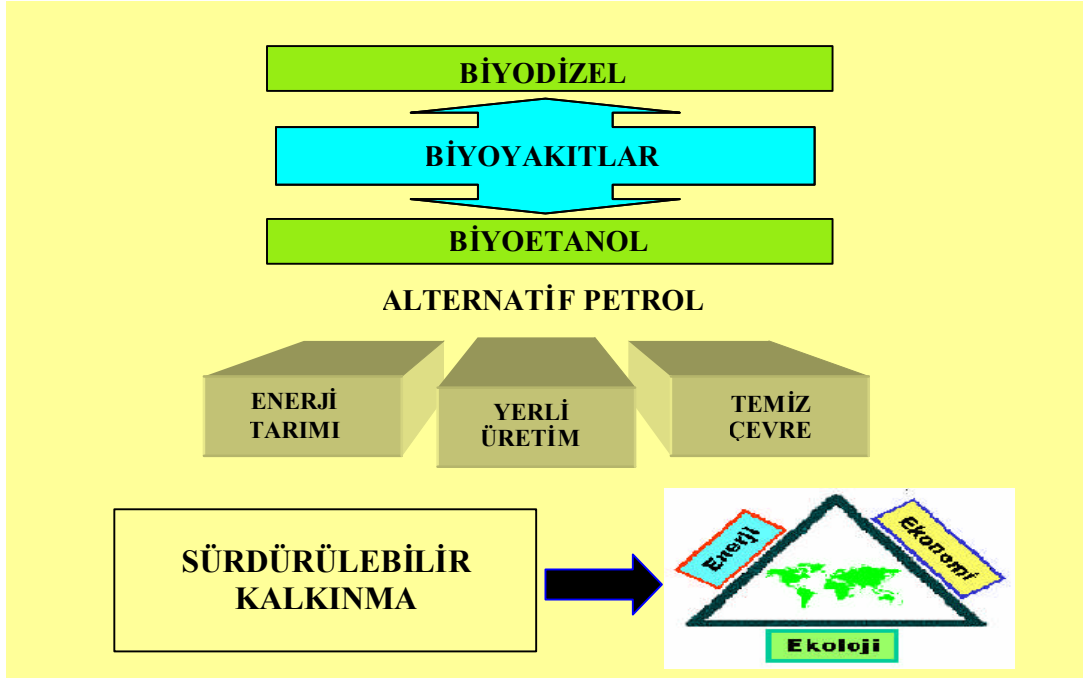 BİYODİZEL
BİYOYAKITLAR
BİYOETANOL
ALTERNATİF PETROL
ENERJİ
TARIMI
YERLİ
ÜRETİM
TEMİZ
ÇEVRE
SÜRDÜRÜLEBİLİR
KALKINMA
Enerji
Ekonomi
Ekoloji